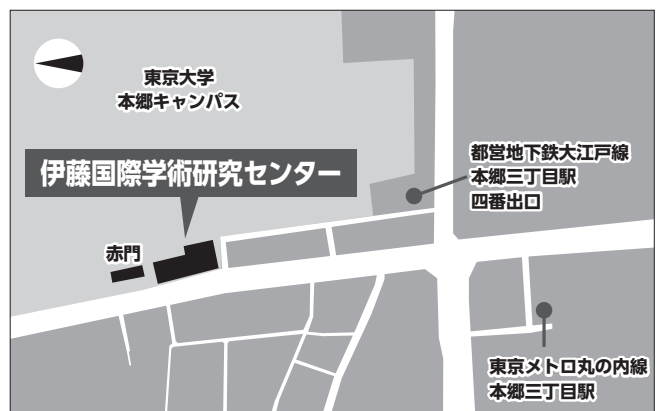 東京大学
本郷キャンパス
伊藤国際学術研究センター
赤門
都営地下鉄大江戸線
本郷三丁目駅
四番出口
東京メトロ丸の内線
本郷三丁目駅